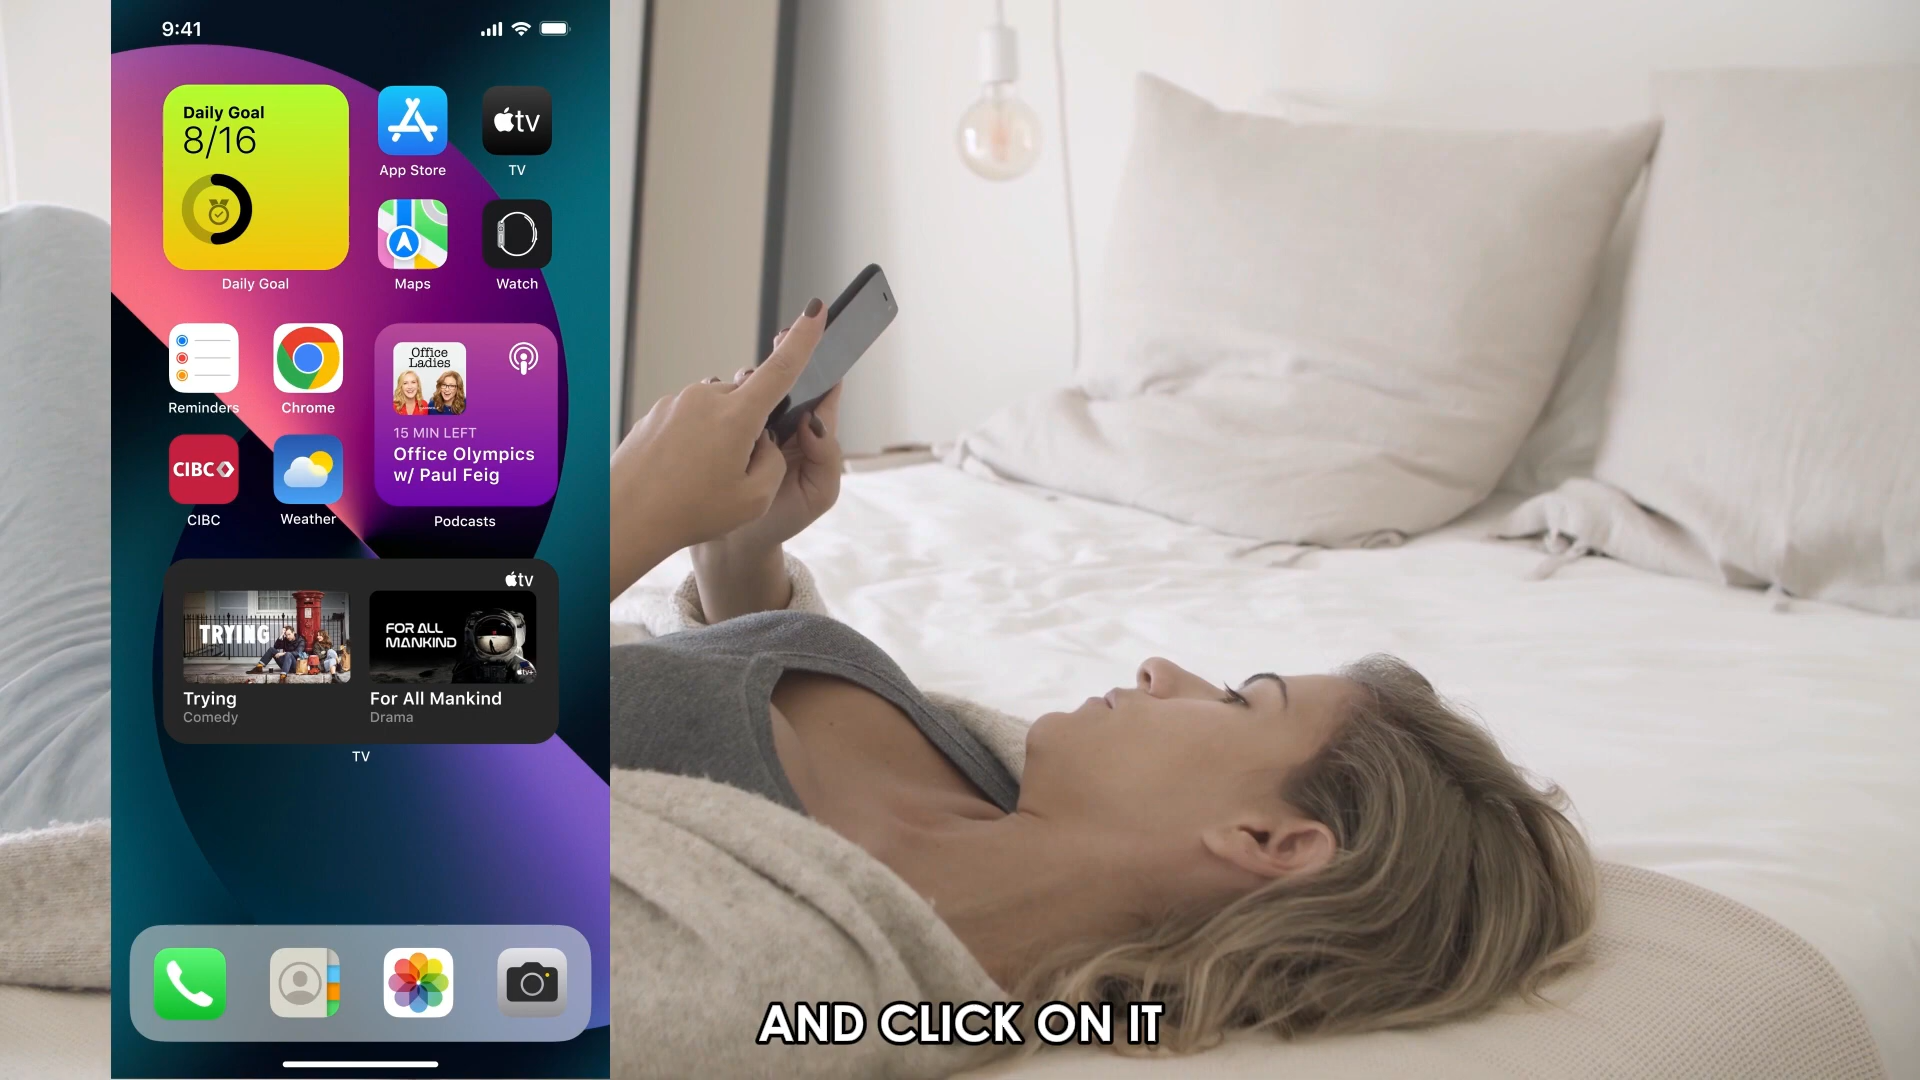 9:41
Daily Goal
8/16
Daily Goal
App Store
tv
TV
Maps
Watch
Reminders
Chrome
Office
Ladies
15 MIN LEFT
Office Olympics
w/ Paul Feig
Podcasts
CIBC
CIBC
Weather
tv
TRYING
FOR ALL
MANKIND
tv+
Trying
Comedy
For All Mankind
Drama
TV
AND CLICK ON IT